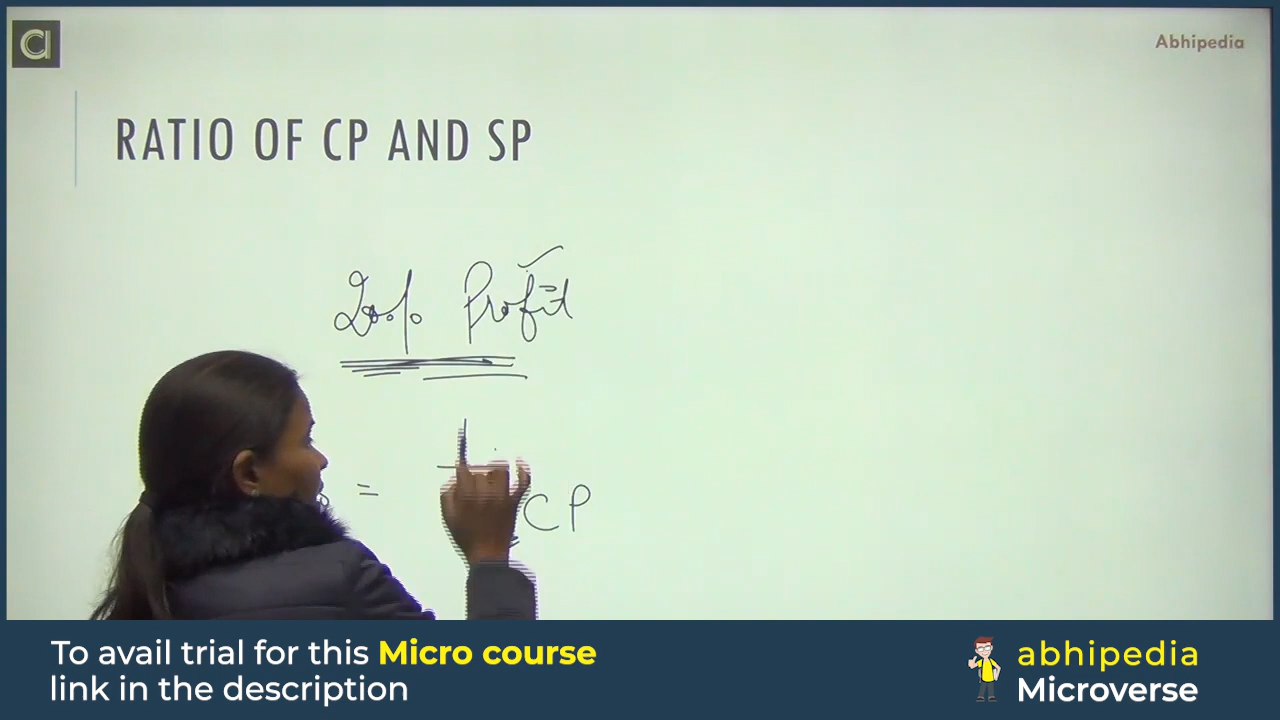 Abhipedia
RATIO OF CP AND SP
20% Profit
=
1
CP
To avail trial for this Micro course
link in the description
abhipedia
Microverse